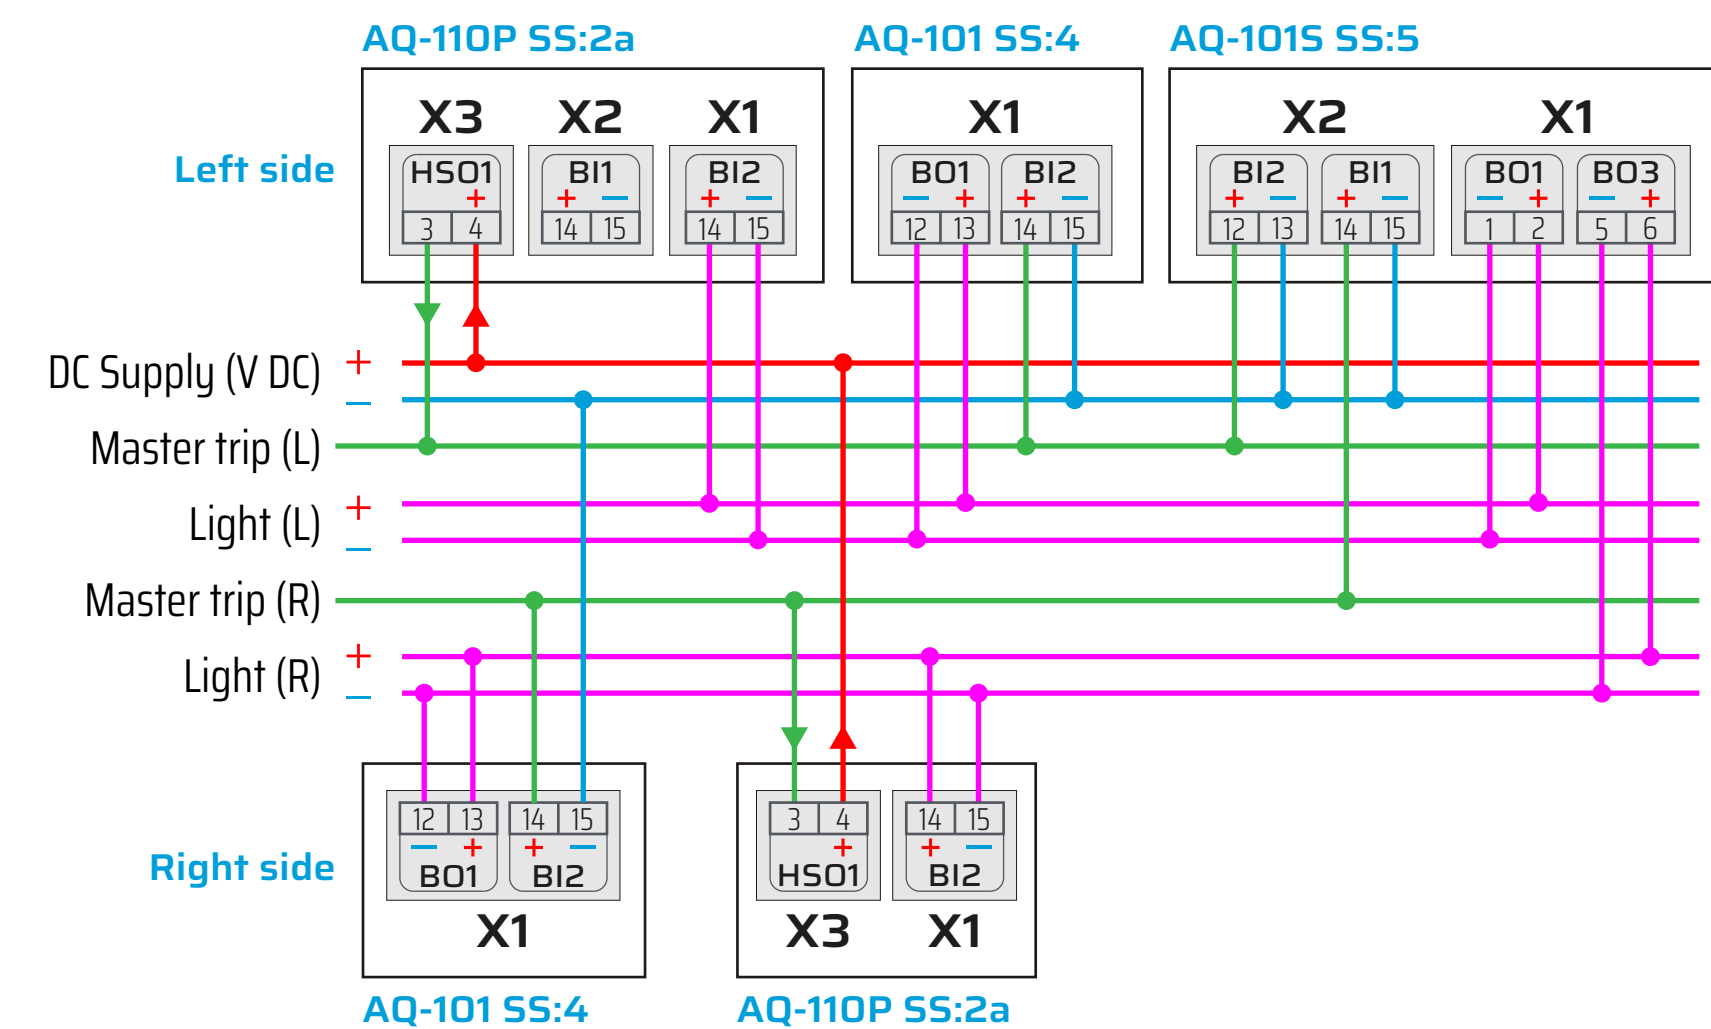 AQ-110P SS:2a AQ-101 SS:4 AQ-101S SS:5
X3 X2 X1 X1 X2 X1
Left side
HSO1 BI1 BI2 BO1 BI2 BI2 BI1 BO1 BO3
+ + − + − − + + − + − + − − + − +
3 4 14 15 14 15 12 13 14 15 12 13 14 15 1 2 5 6
DC Supply (V DC) +
−
Master trip (L)
Light (L) +
−
Master trip (R)
Light (R) +
−
12 13 14 15 3 4 14 15
− + + − + + −
Right side
BO1 BI2 HSO1 BI2
X1 X3 X1
AQ-101 SS:4 AQ-110P SS:2a